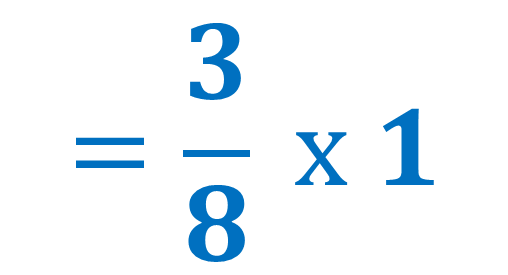 = 3/8 x 1